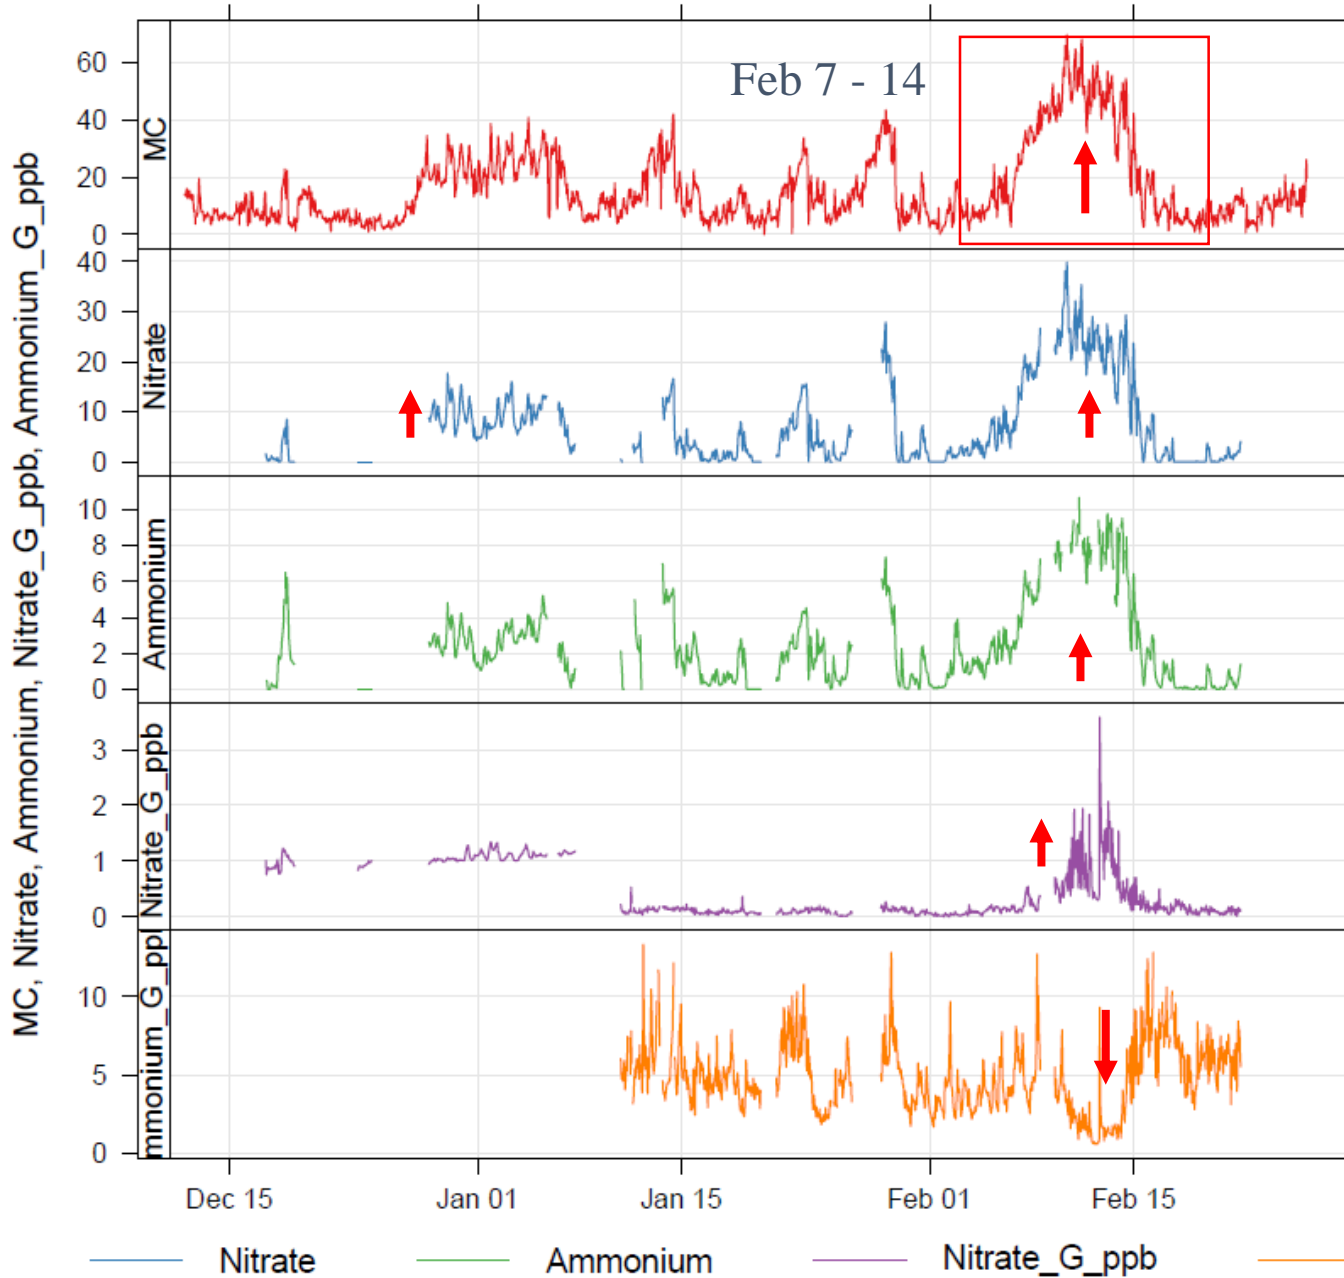 MC, Nitrate, Ammonium, Nitrate_G_ppb, Ammonium_G_ppb
Feb 7 - 14
MC
60
40
20
0
Nitrate
40
30
20
10
0
Ammonium
10
8
6
4
2
0
Nitrate_G_ppb
3
2
1
0
mmonium_G_ppl
10
5
0
Dec 15 Jan 01 Jan 15 Feb 01 Feb 15
Nitrate Ammonium Nitrate_G_ppb